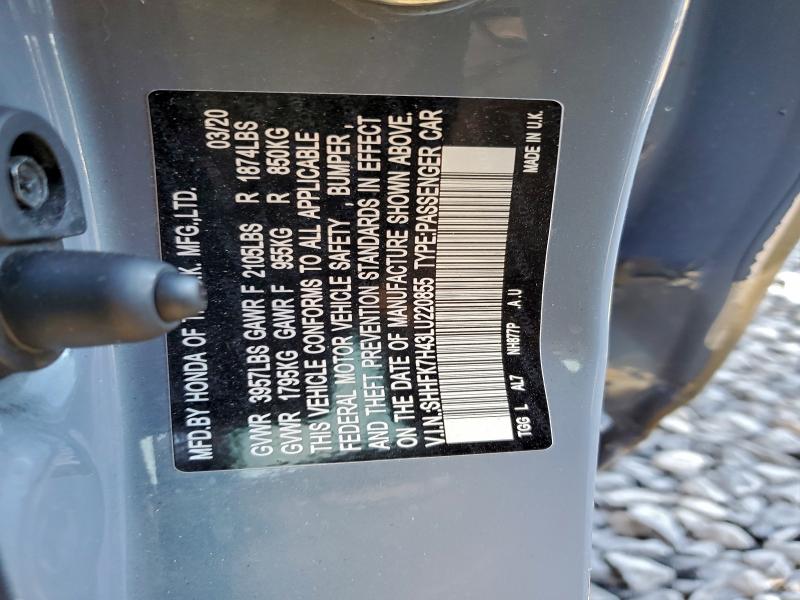 MFD.BY HONDA OF THE U.K. MFG.,LTD. 03/20
GVWR 3957LBS GAWR F 2105LBS R 1874LBS
GVWR 1795KG GAWR F 955KG R 850KG
THIS VEHICLE CONFORMS TO ALL APPLICABLE
FEDERAL MOTOR VEHICLE SAFETY , BUMPER ,
AND THEFT PREVENTION STANDARDS IN EFFECT
ON THE DATE OF MANUFACTURE SHOWN ABOVE.
V.I.N.:SHHFK7H43LU220855 TYPE:PASSENGER CAR
TGG L AL7 NH877P A.U MADE IN U.K.